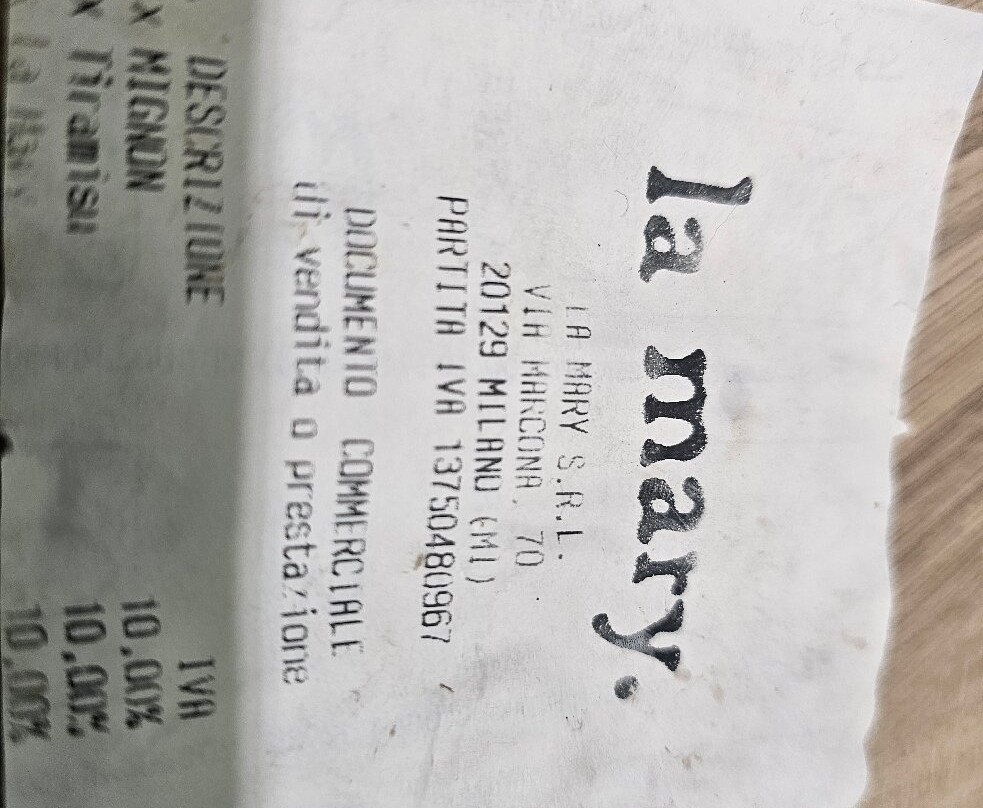 la mary.
LA MARY S.R.L.
VIA MARCONA, 70
20129 MILANO (MI)
PARTITA IVA 13750480967
DOCUMENTO COMMERCIALE
di vendita o prestazione
DESCRIZIONE IVA
x MIGNON 10,00%
x Tiramisu 10,00%
10,00%